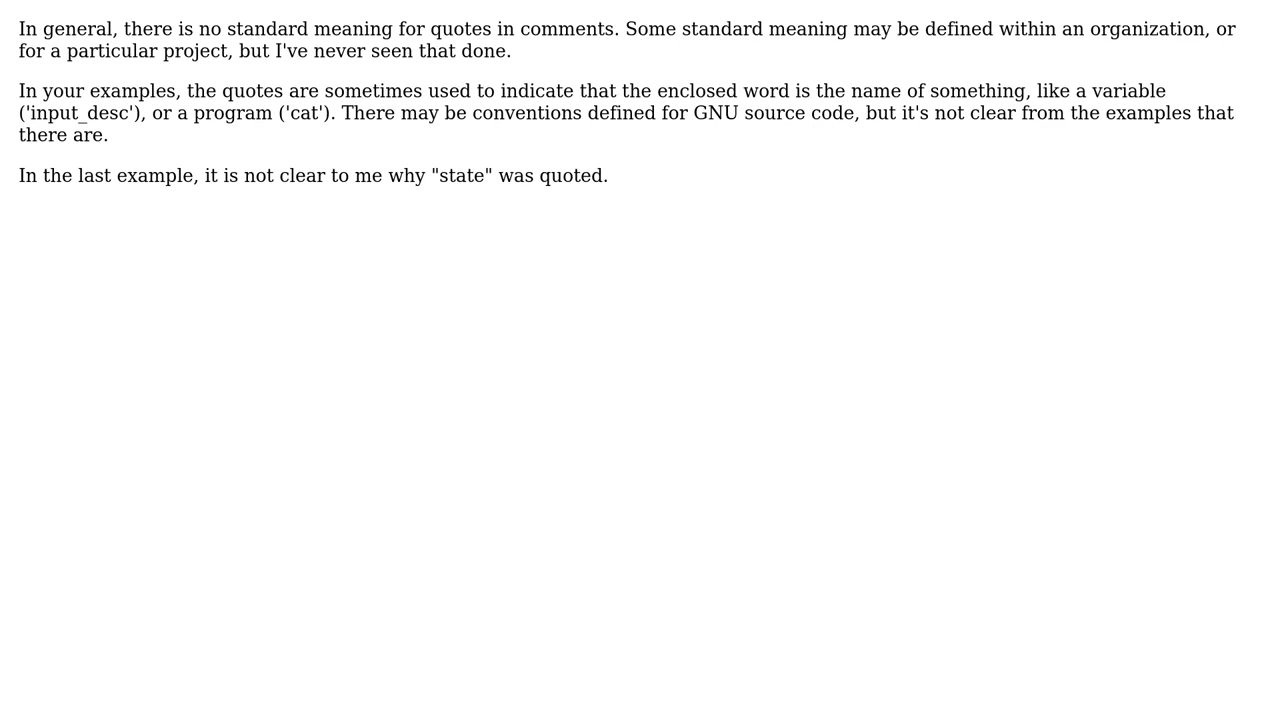 In general, there is no standard meaning for quotes in comments. Some standard meaning may be defined within an organization, or
for a particular project, but I've never seen that done.
In your examples, the quotes are sometimes used to indicate that the enclosed word is the name of something, like a variable
('input_desc'), or a program ('cat'). There may be conventions defined for GNU source code, but it's not clear from the examples that
there are.
In the last example, it is not clear to me why "state" was quoted.